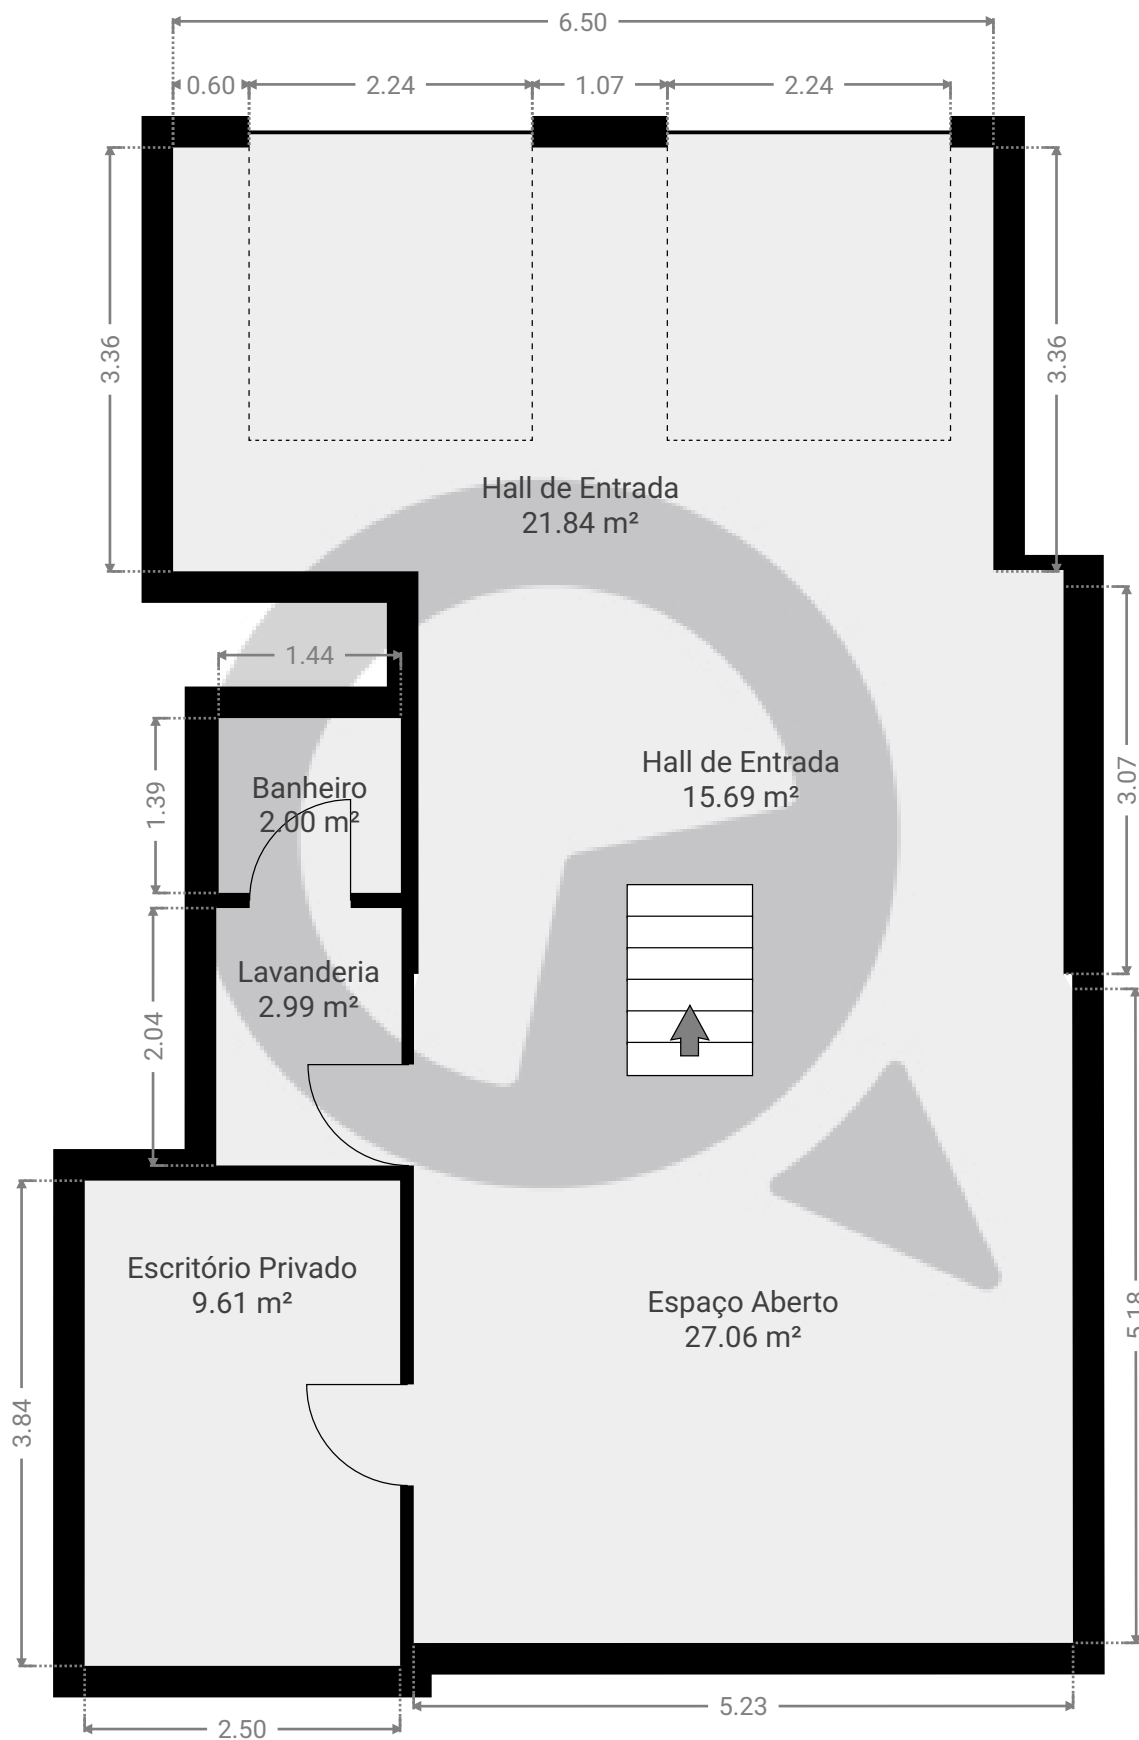 6.50
0.60
2.24
1.07
2.24
3.36
3.36
Hall de Entrada
21.84 m²
1.44
3.07
Hall de Entrada
15.69 m²
1.39
Banheiro
2.00 m²
Lavanderia
2.99 m²
2.04
Escritório Privado
9.61 m²
Espaço Aberto
27.06 m²
5.18
3.84
5.23
2.50